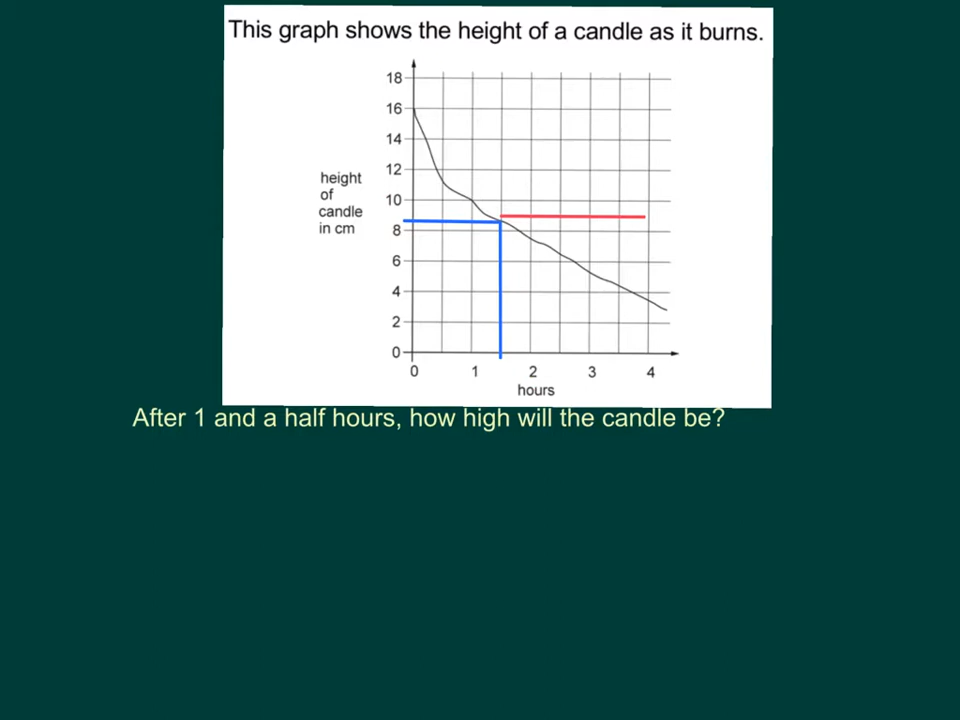 This graph shows the height of a candle as it burns.
18
16
14
12
10
8
6
4
2
0
height
of
candle
in cm
0 1 2 3 4
hours
After 1 and a half hours, how high will the candle be?